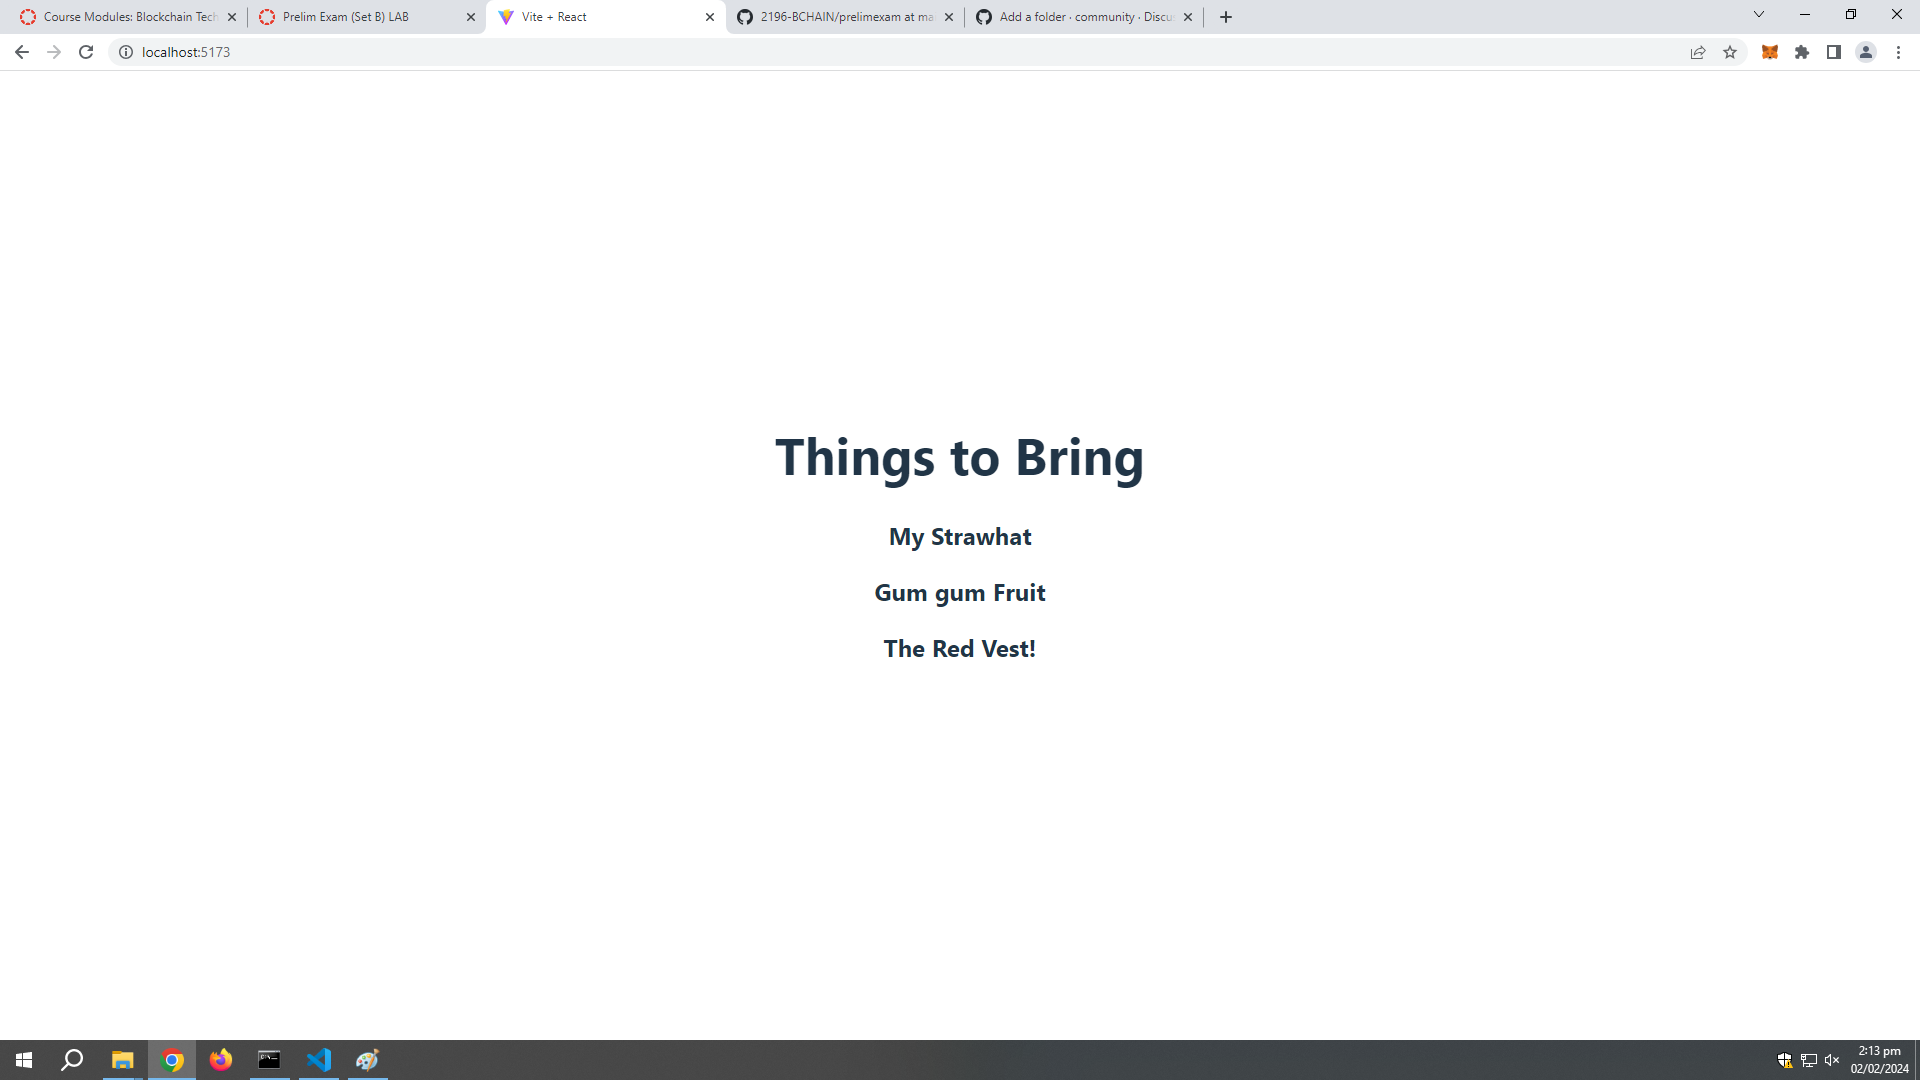 Course Modules: Blockchain Tech
Prelim Exam (Set B) LAB
Vite + React
2196-BCHAIN/prelimexam at ma
Add a folder · community · Discu
localhost:5173
Things to Bring
My Strawhat
Gum gum Fruit
The Red Vest!
2:13 pm
02/02/2024